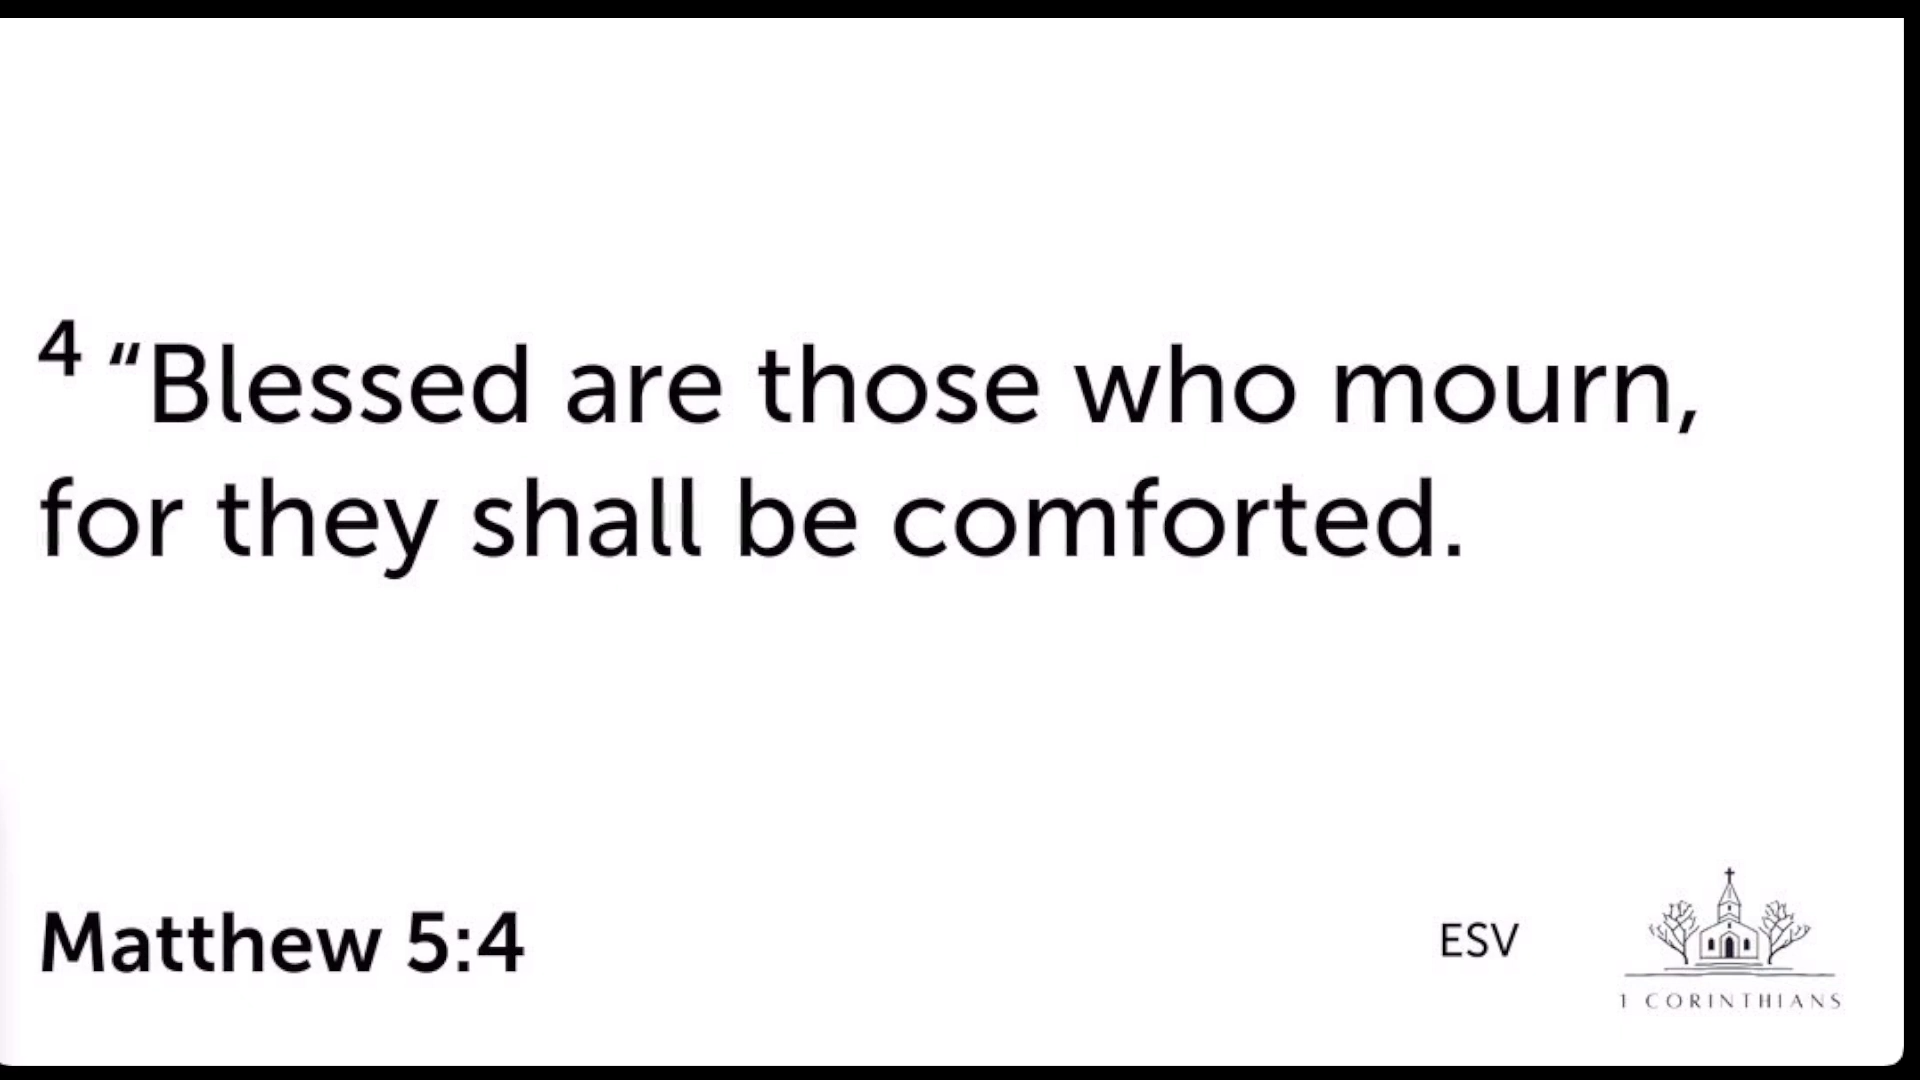 4 “Blessed are those who mourn,
for they shall be comforted.
Matthew 5:4
ESV
1 CORINTHIANS